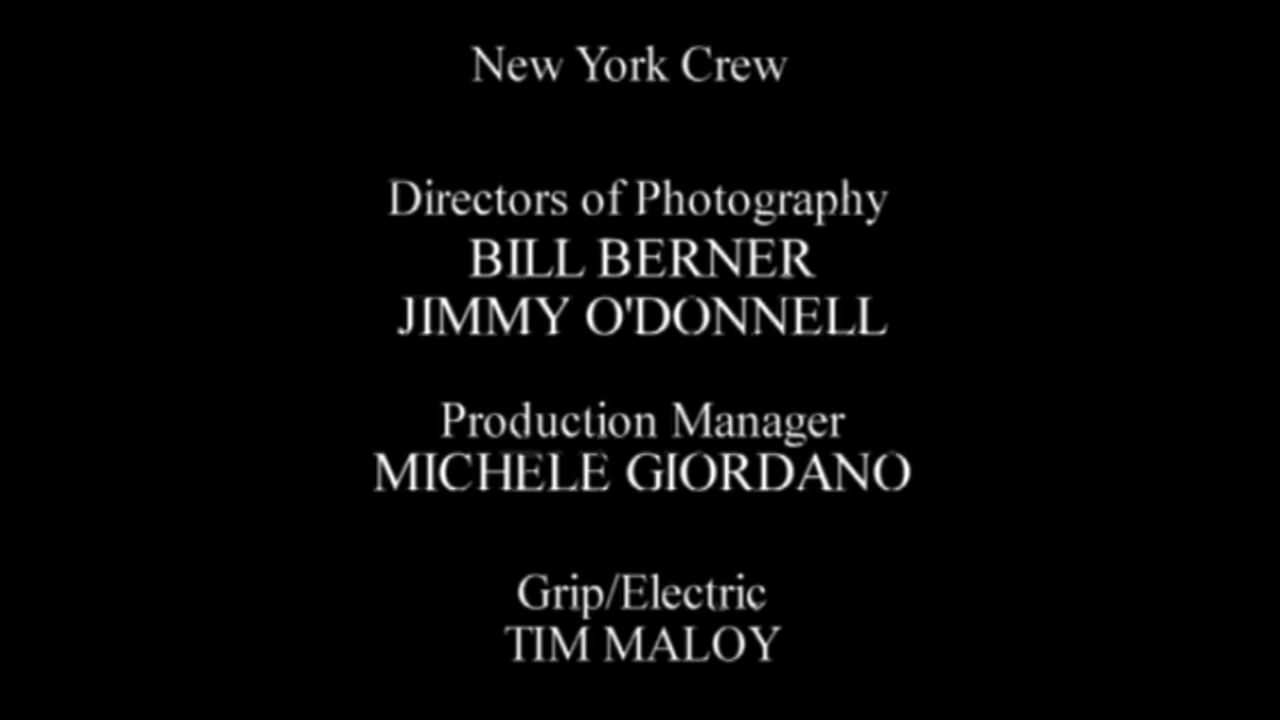 New York Crew
Directors of Photography
BILL BERNER
JIMMY O'DONNELL
Production Manager
MICHELE GIORDANO
Grip/Electric
TIM MALOY